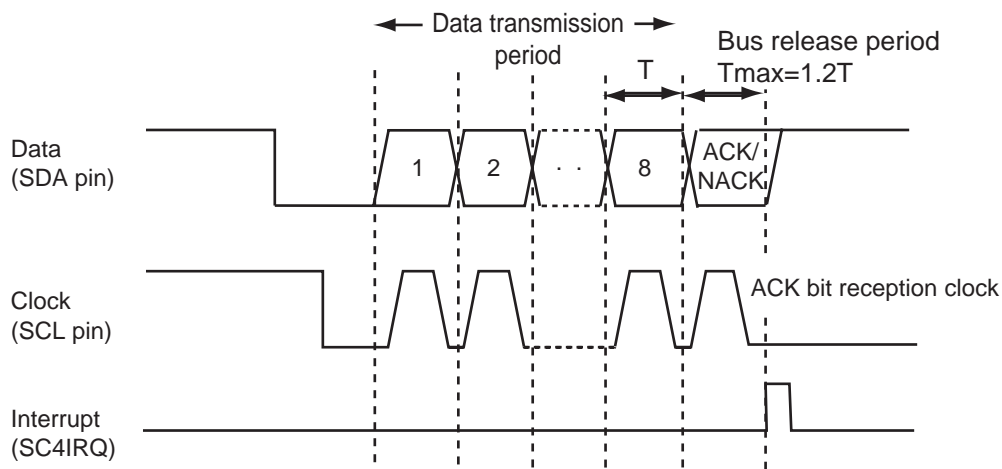 Data transmission
period
Bus release period
Tmax=1.2T
T
Data
(SDA pin)
1
2
· ·
8
ACK/
NACK
Clock
(SCL pin)
ACK bit reception clock
Interrupt
(SC4IRQ)